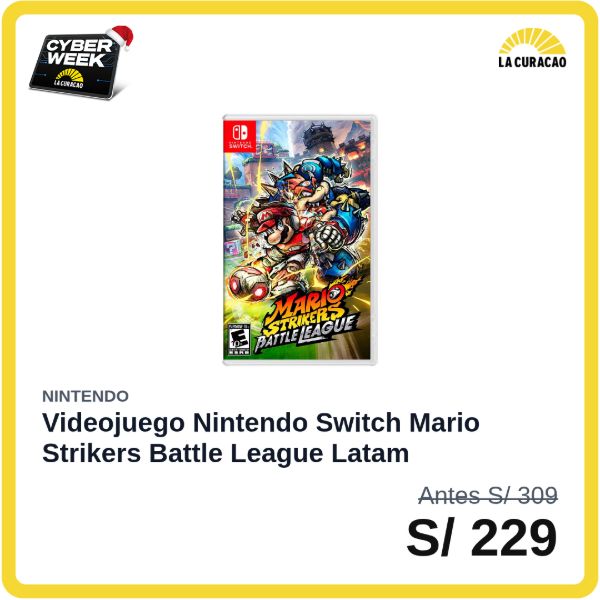 CYBER
WEEK
LA CURACAO
LA CURACAO
NINTENDO
SWITCH
MARIO
STRIKERS
BATTLE LEAGUE
E
ESRB
NINTENDO
Videojuego Nintendo Switch Mario
Strikers Battle League Latam
Antes S/ 309
S/ 229